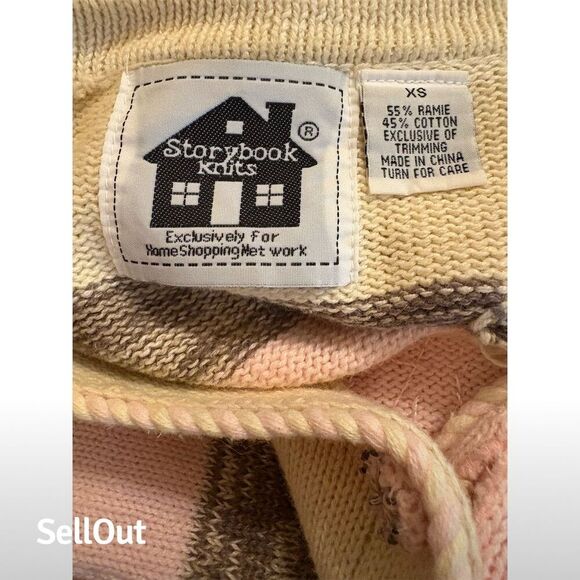 Storybook
Knits
®
Exclusively for
HomeShoppingNetwork
XS
55% RAMIE
45% COTTON
EXCLUSIVE OF
TRIMMING
MADE IN CHINA
TURN FOR CARE
SellOut